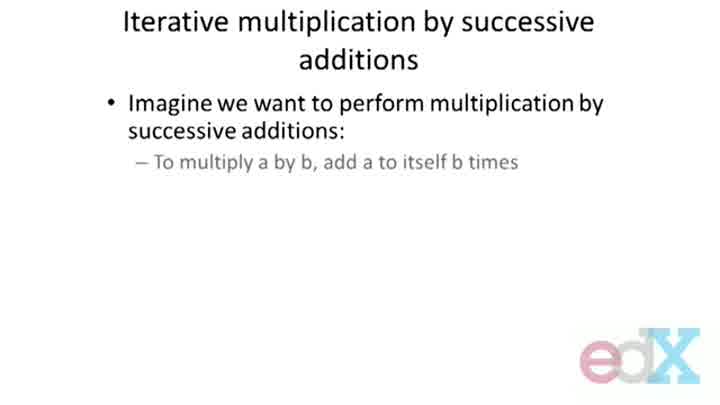 Iterative multiplication by successive
additions
• Imagine we want to perform multiplication by
successive additions:
– To multiply a by b, add a to itself b times
edX